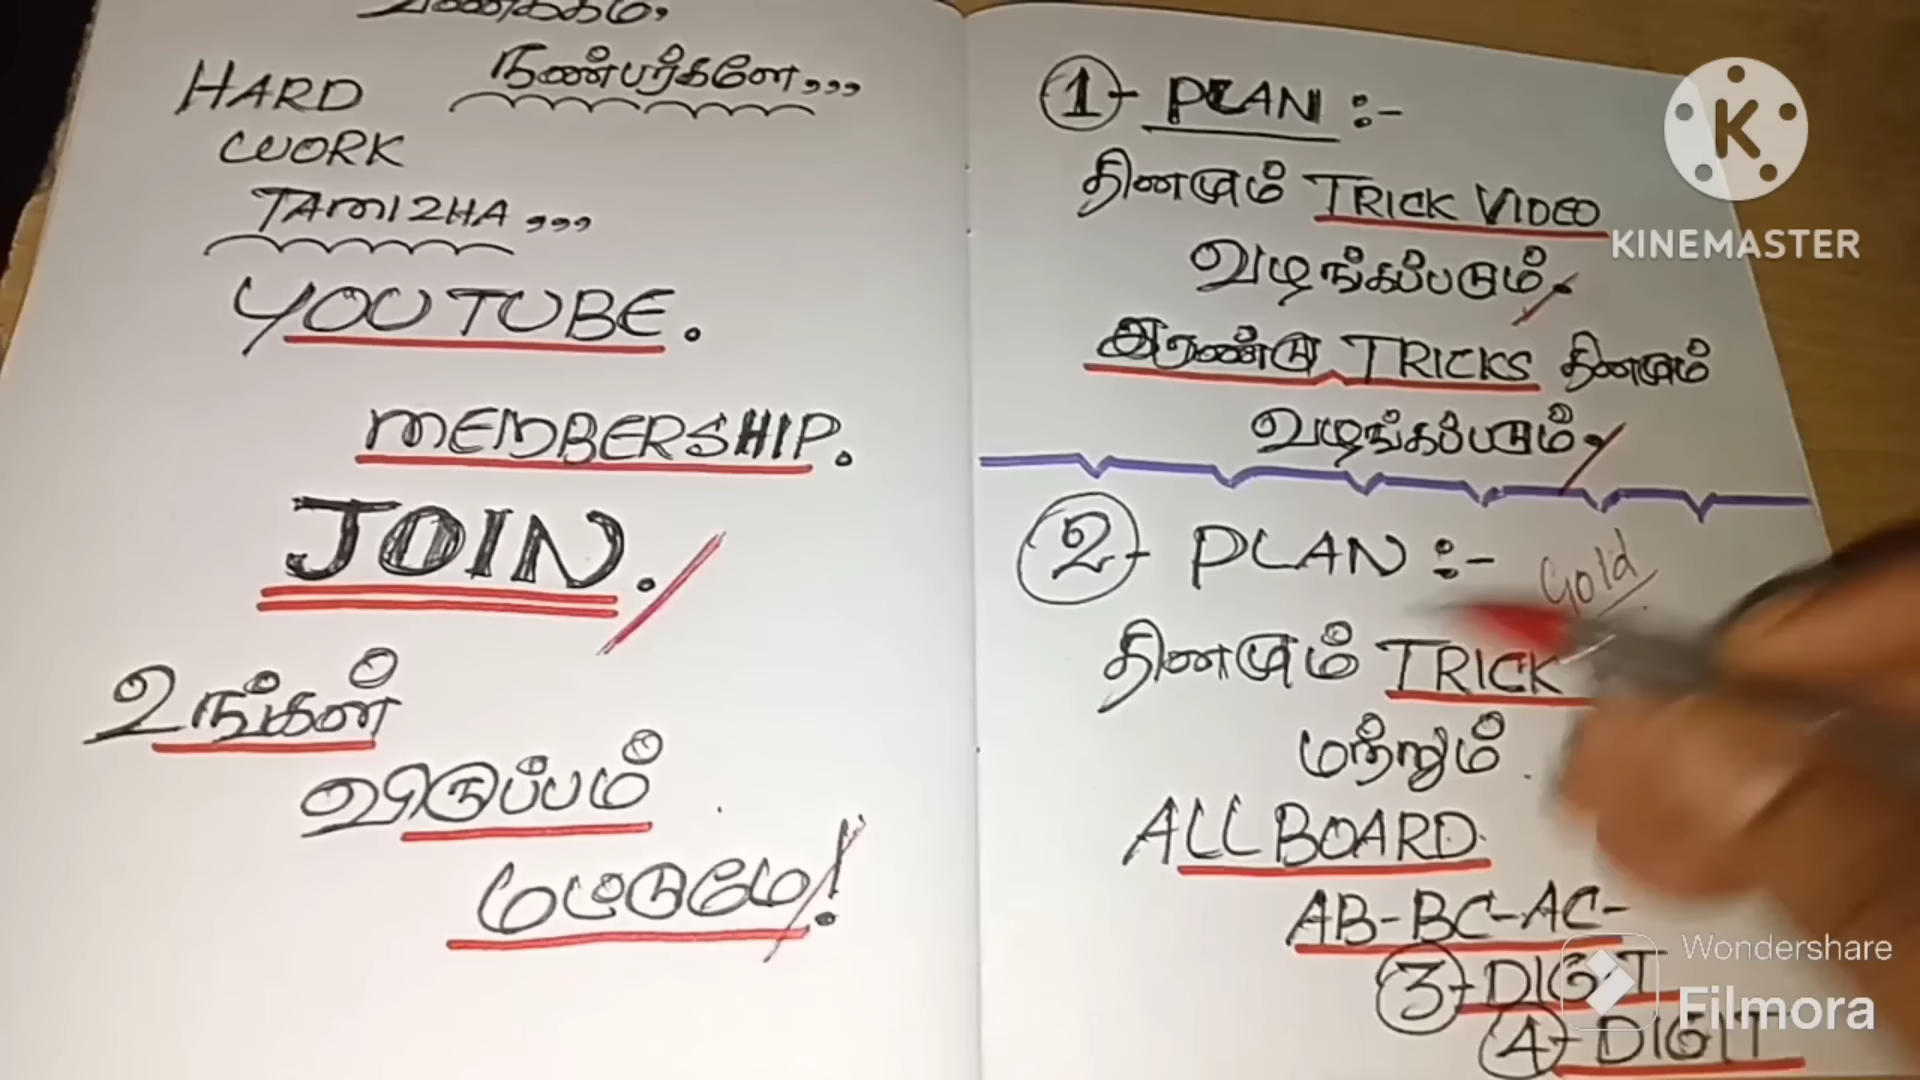 வணக்கம்,
நண்பர்களே,,,
HARD
WORK
TAMIZHA,,,
YOUTUBE.
MEMBERSHIP.
JOIN.
உங்கள்
விருப்பம்
மட்டுமே!
1- PLAN :-
தினமும் TRICK VIDEO
வழங்கப்படும்.
இரண்டு TRICKS தினமும்
வழங்கப்படும்.
2- PLAN :- Gold
தினமும் TRICK
மற்றும்
ALL BOARD
AB-BC-AC-
3-DIGIT
4-DIGIT
K
KINEMASTER
Wondershare
Filmora